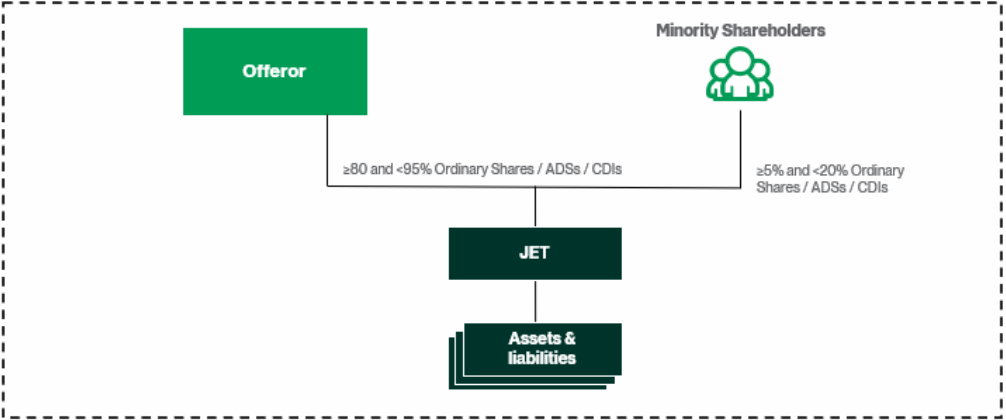 Minority Shareholders
Offeror
≥80 and <95% Ordinary Shares / ADSs / CDIs
≥5% and <20% Ordinary
Shares / ADSs / CDIs
JET
Assets &
liabilities